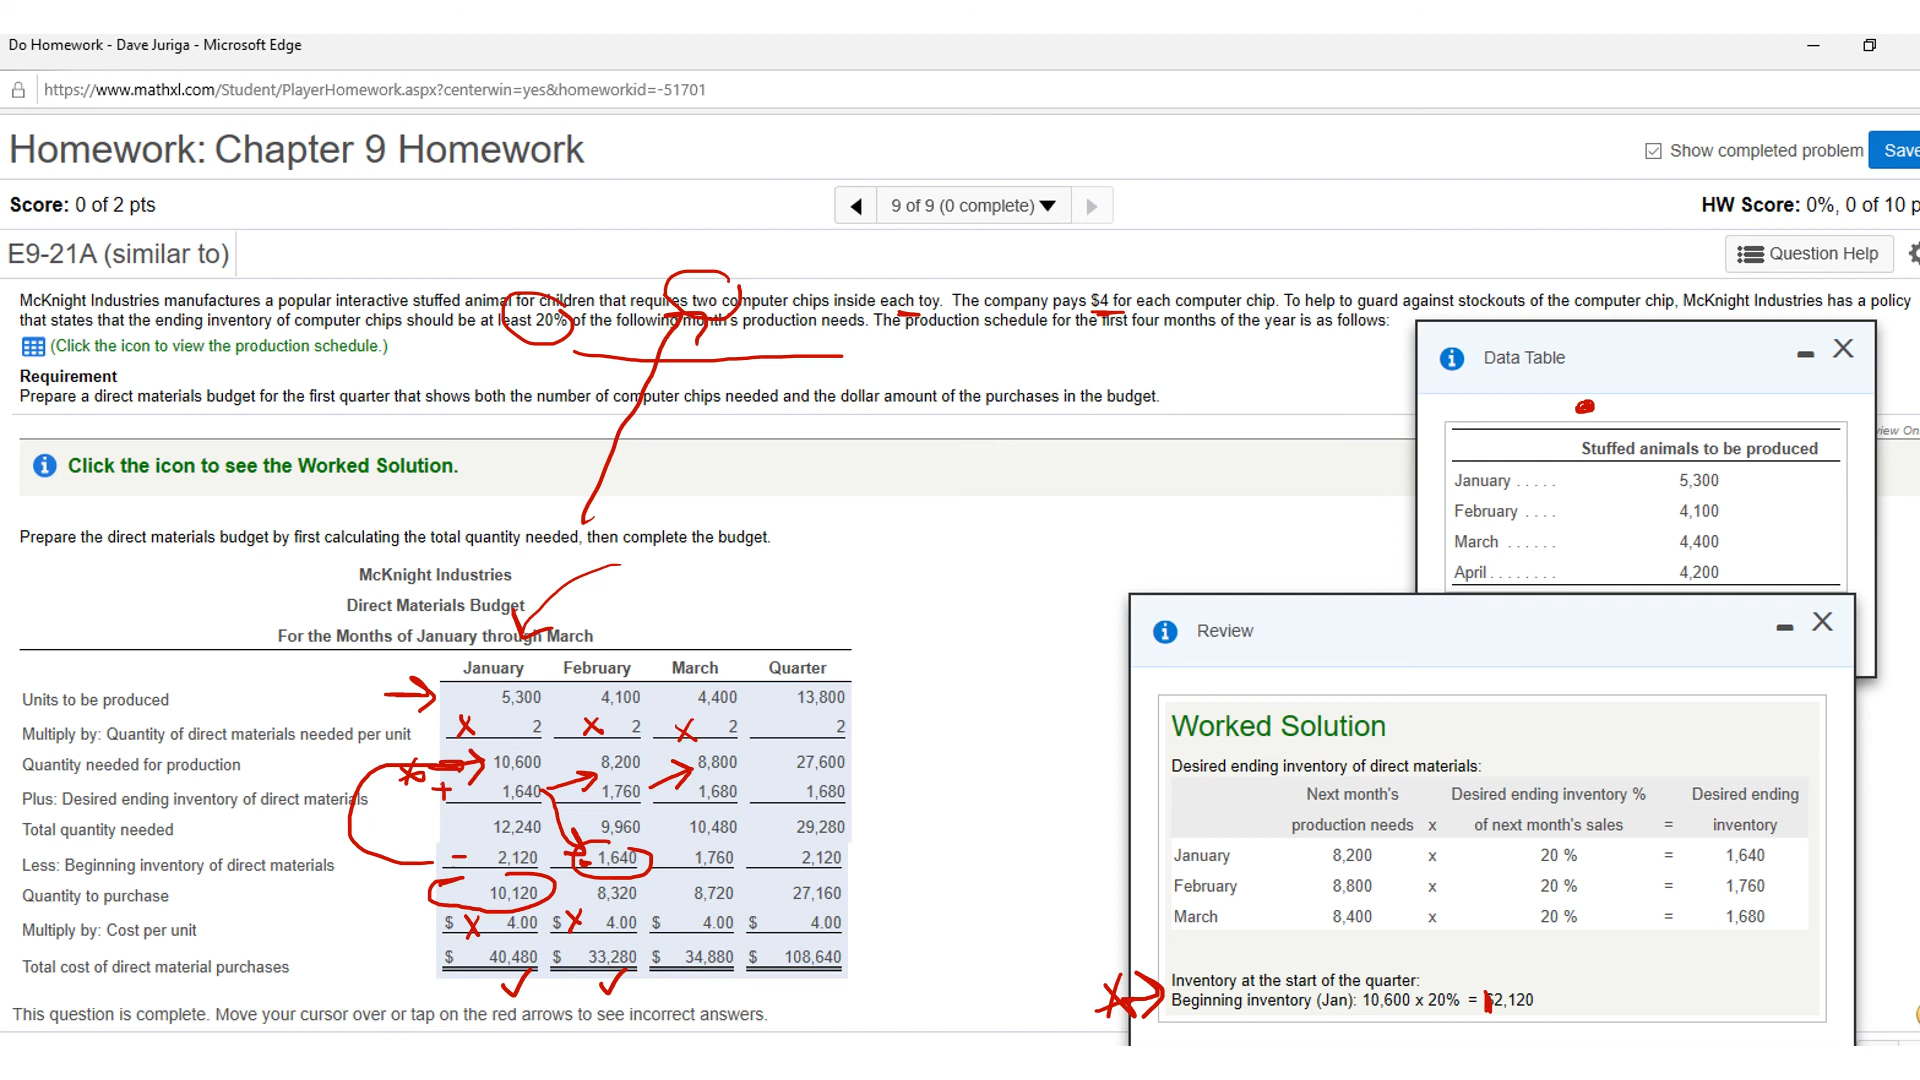 Do Homework - Dave Juriga - Microsoft Edge
https://www.mathxl.com/Student/PlayerHomework.aspx?centerwin=yes&homeworkid=-51701
Homework: Chapter 9 Homework
Show completed problem
Save
Score: 0 of 2 pts
9 of 9 (0 complete)
HW Score: 0%, 0 of 10 p
E9-21A (similar to)
Question Help
McKnight Industries manufactures a popular interactive stuffed animal for children that requires two computer chips inside each toy. The company pays $4 for each computer chip. To help to guard against stockouts of the computer chip, McKnight Industries has a policy
that states that the ending inventory of computer chips should be at least 20% of the following month's production needs. The production schedule for the first four months of the year is as follows:
(Click the icon to view the production schedule.)
Requirement
Prepare a direct materials budget for the first quarter that shows both the number of computer chips needed and the dollar amount of the purchases in the budget.
Click the icon to see the Worked Solution.
Prepare the direct materials budget by first calculating the total quantity needed, then complete the budget.
McKnight Industries
Direct Materials Budget
For the Months of January through March
January February March Quarter
Units to be produced 5,300 4,100 4,400 13,800
Multiply by: Quantity of direct materials needed per unit x 2 x 2 x 2 2
Quantity needed for production 10,600 8,200 8,800 27,600
Plus: Desired ending inventory of direct materials + 1,640 1,760 1,680 1,680
Total quantity needed 12,240 9,960 10,480 29,280
Less: Beginning inventory of direct materials - 2,120 - 1,640 1,760 2,120
Quantity to purchase 10,120 8,320 8,720 27,160
Multiply by: Cost per unit $ x 4.00 $ x 4.00 $ 4.00 $ 4.00
Total cost of direct material purchases $ 40,480 $ 33,280 $ 34,880 $ 108,640
This question is complete. Move your cursor over or tap on the red arrows to see incorrect answers.
Data Table
view On
Stuffed animals to be produced
January ..... 5,300
February .... 4,100
March ...... 4,400
April ........ 4,200
Review
Worked Solution
Desired ending inventory of direct materials:
Next month's Desired ending inventory % Desired ending
production needs x of next month's sales = inventory
January 8,200 x 20 % = 1,640
February 8,800 x 20 % = 1,760
March 8,400 x 20 % = 1,680
Inventory at the start of the quarter:
Beginning inventory (Jan): 10,600 x 20% = $2,120